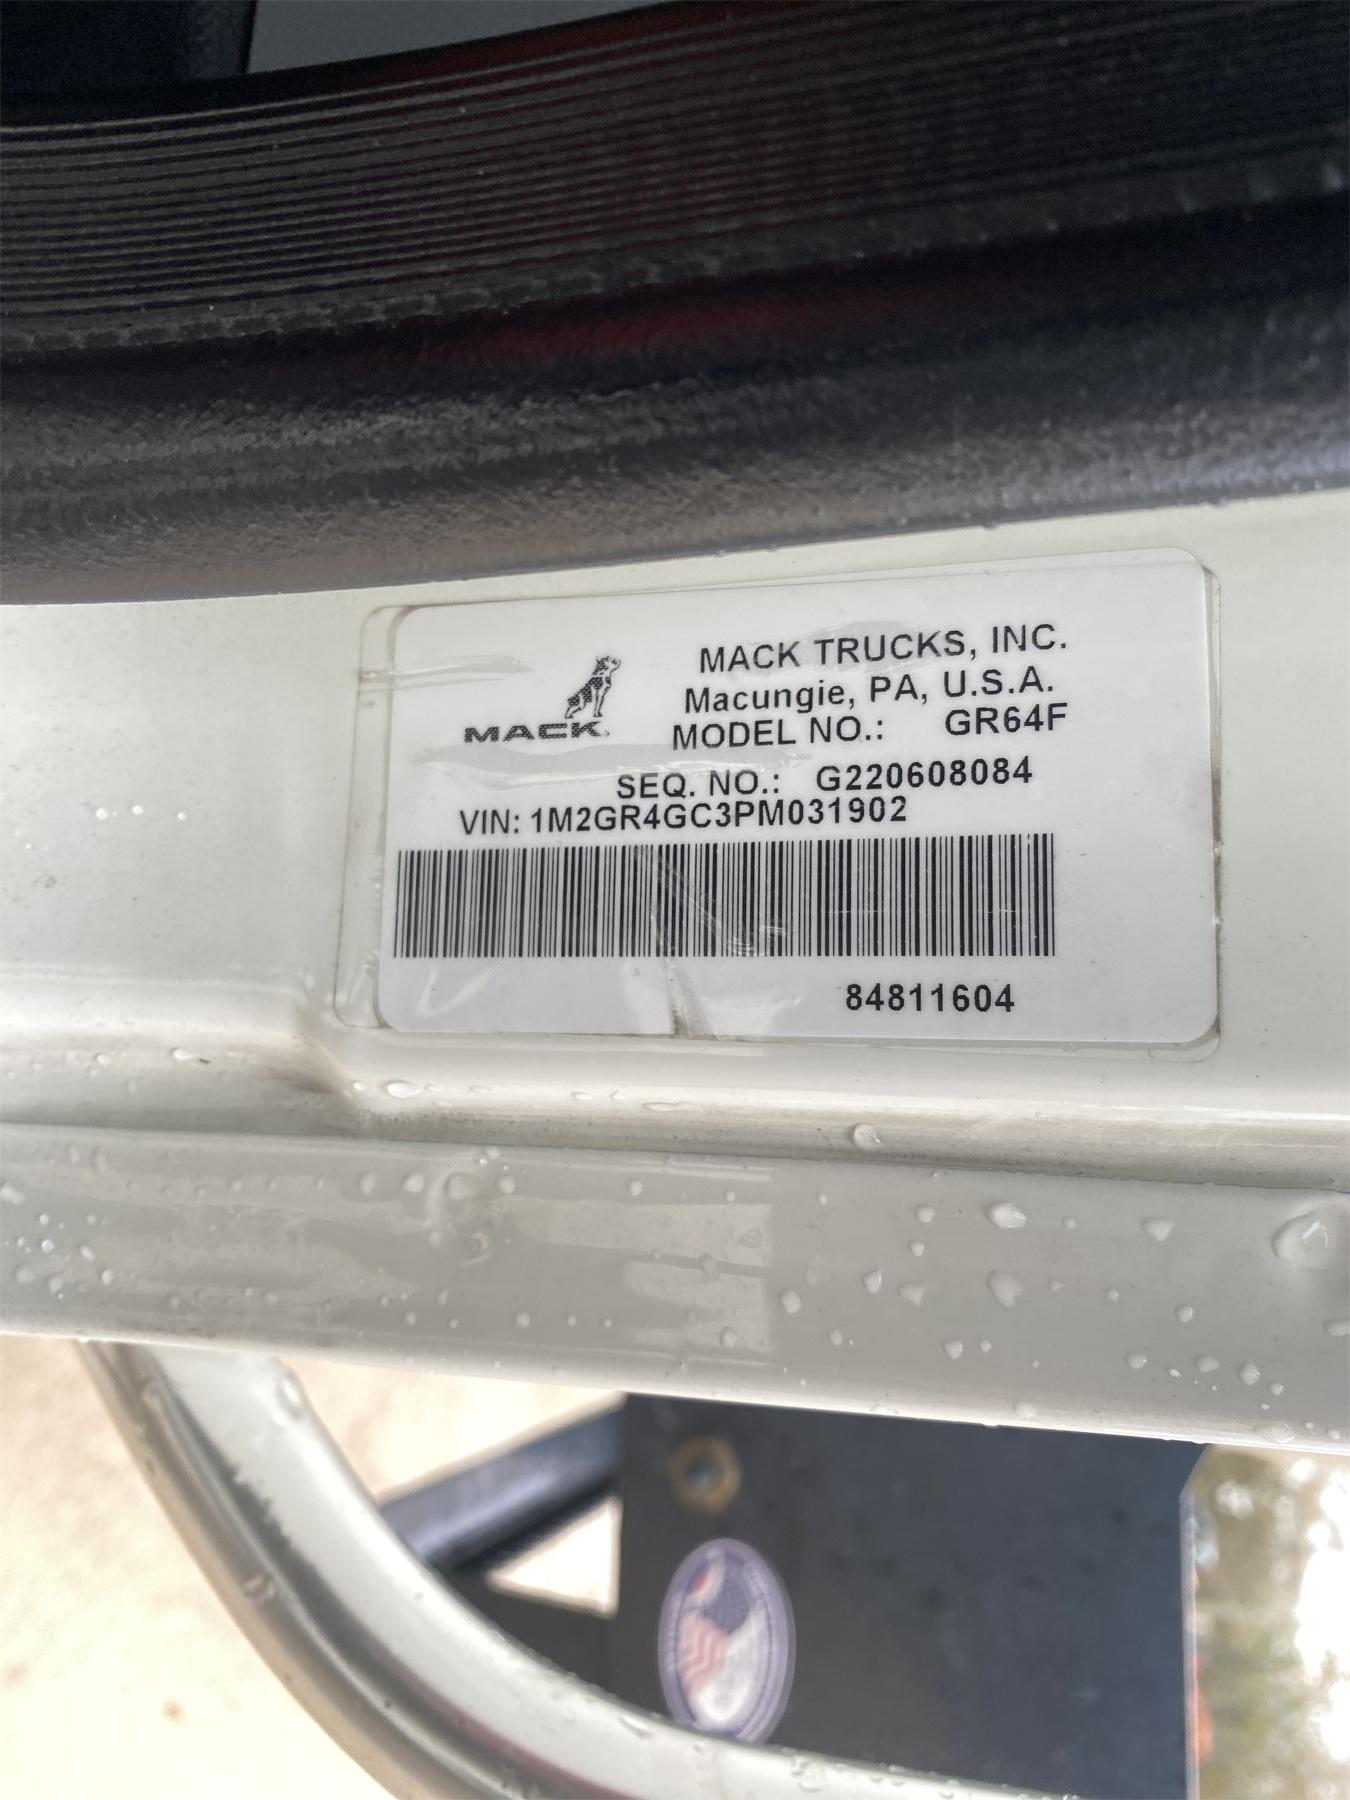 MACK
MACK TRUCKS, INC.
Macungie, PA, U.S.A.
MODEL NO.: GR64F
SEQ. NO.: G220608084
VIN: 1M2GR4GC3PM031902
84811604